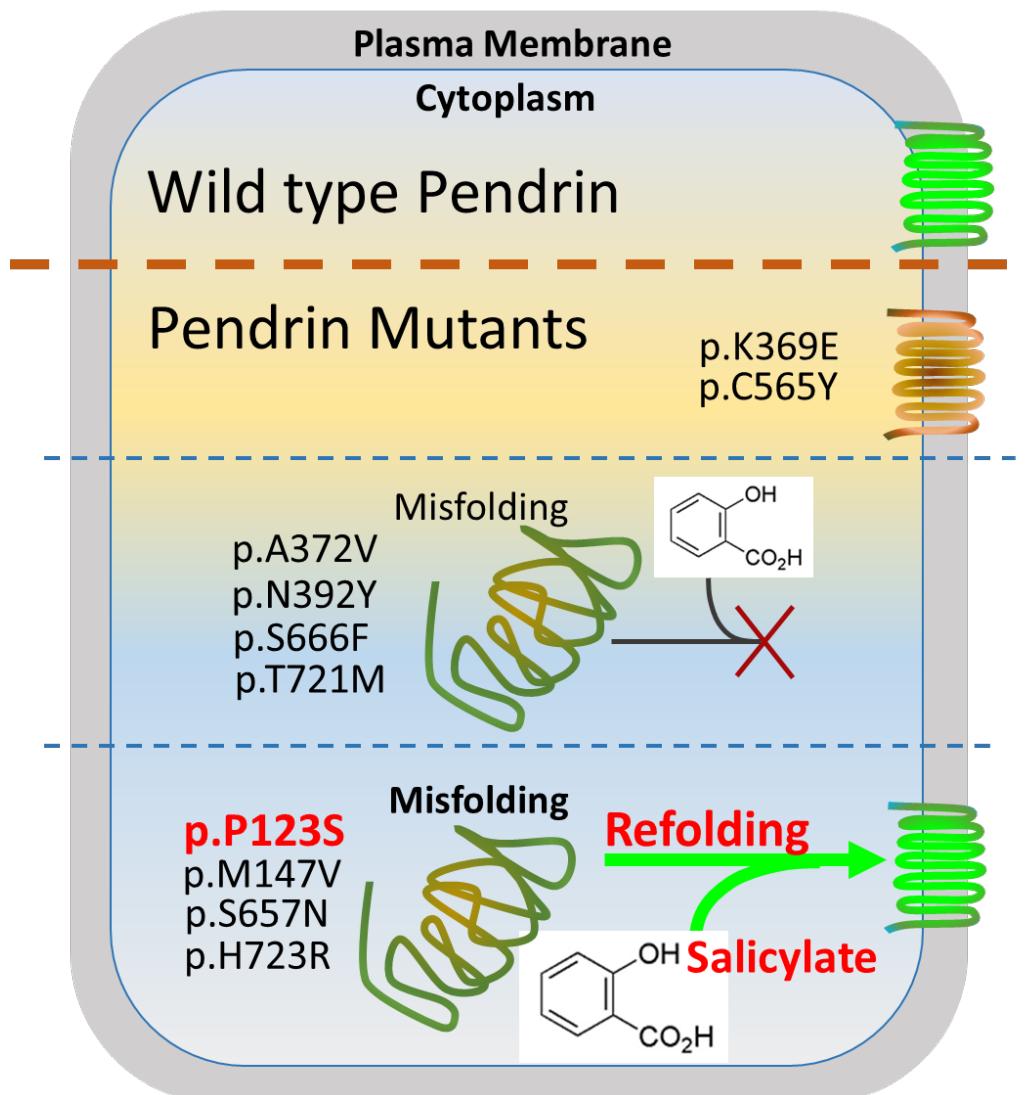 Plasma Membrane
Cytoplasm
Wild type Pendrin
Pendrin Mutants
p.K369E
p.C565Y
Misfolding
p.A372V
p.N392Y
p.S666F
p.T721M
OH
CO₂H
Misfolding
p.P123S
p.M147V
p.S657N
p.H723R
Refolding
Salicylate
OH
CO₂H